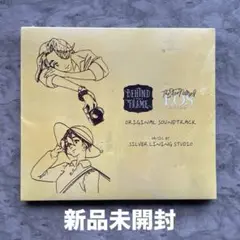 BEHIND
THE FRAME
ORIGINAL SOUNDTRACK
MUSIC BY
SILVER LINING STUDIO
新品未開封